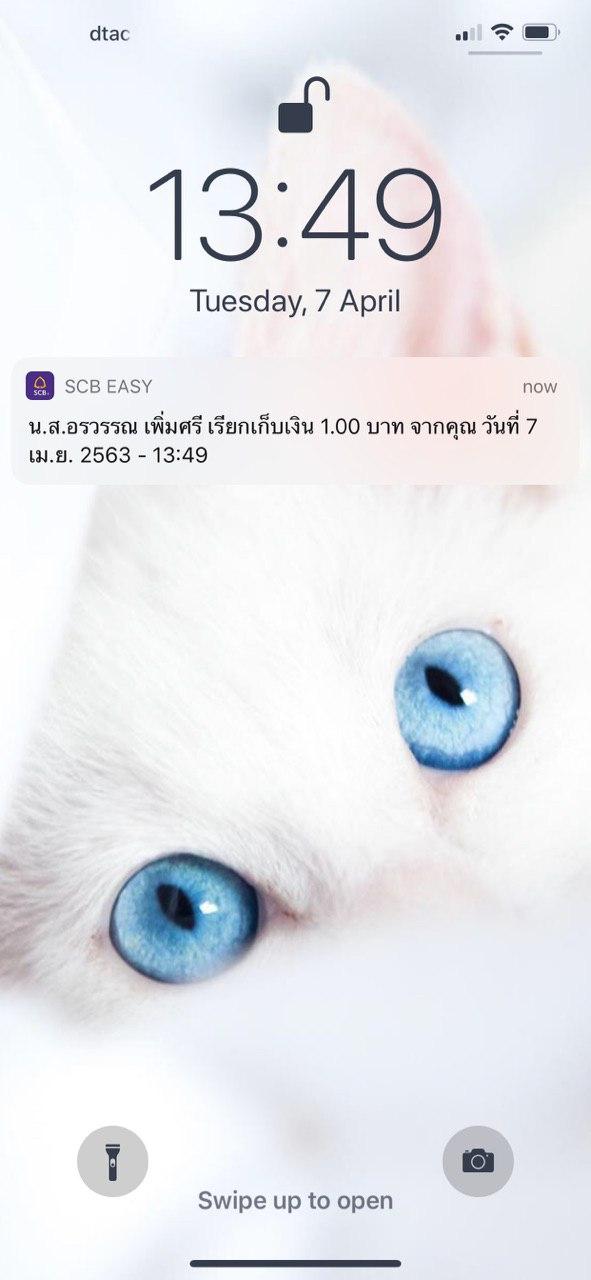 dtac
13:49
Tuesday, 7 April
SCB
SCB EASY
now
น.ส.อรวรรณ เพิ่มศรี เรียกเก็บเงิน 1.00 บาท จากคุณ วันที่ 7
เม.ย. 2563 - 13:49
Swipe up to open